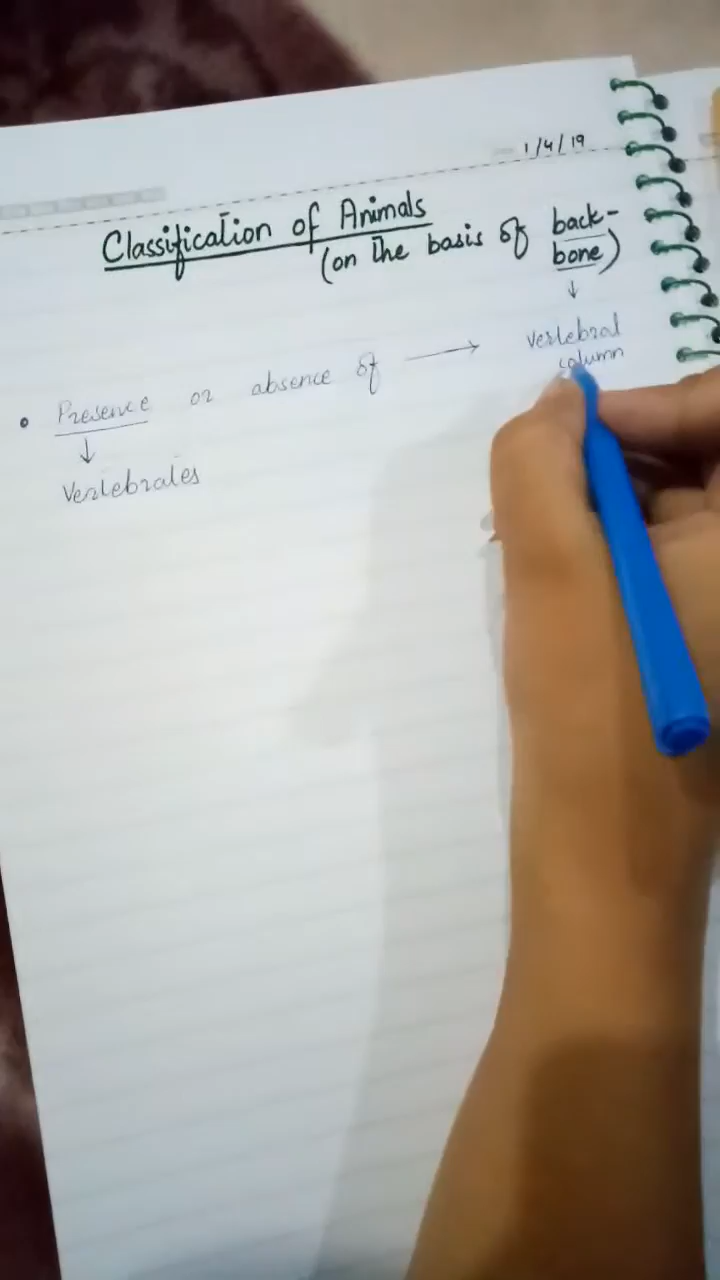 1/4/19
Classification of Animals
(on the basis of back-
bone)
↓
vertebral
column
• Presence or absence of →
↓
Vertebrates